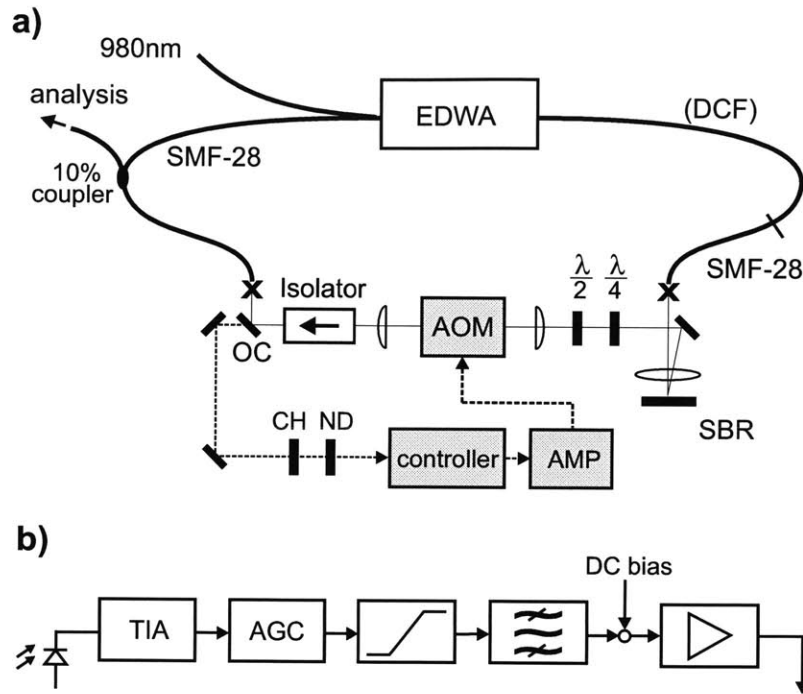 a)
980nm
analysis
EDWA
(DCF)
SMF-28
10%
coupler
SMF-28
Isolator
λ
2
λ
4
AOM
OC
CH
ND
controller
AMP
SBR
b)
DC bias
TIA
AGC